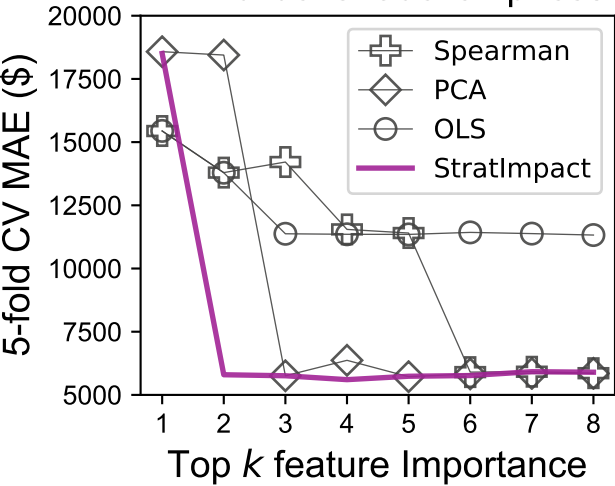 20000
17500
15000
12500
10000
7500
5000
5-fold CV MAE ($)
Spearman
PCA
OLS
StratImpact
1 2 3 4 5 6 7 8
Top k feature Importance